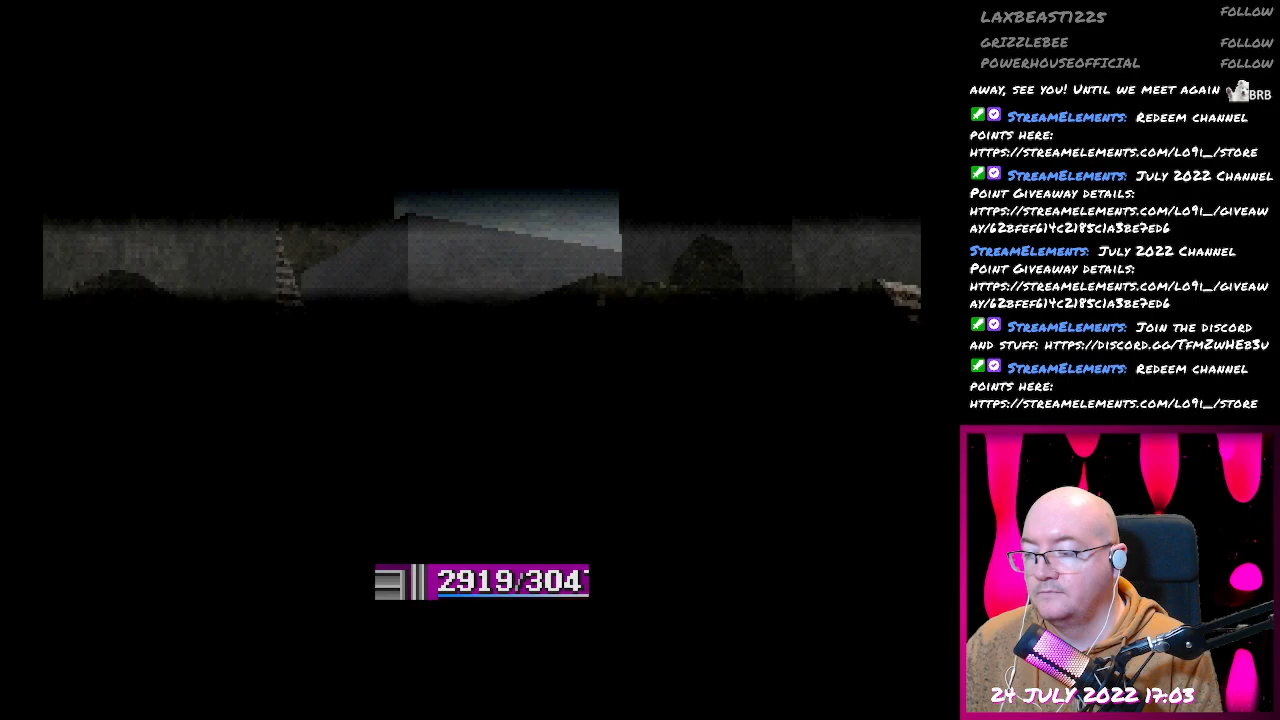 LAXBEAST1225 FOLLOW
GRIZZLEBEE FOLLOW
POWERHOUSEOFFICIAL FOLLOW
AWAY, SEE YOU! UNTIL WE MEET AGAIN BRB
STREAMELEMENTS: REDEEM CHANNEL
POINTS HERE:
HTTPS://STREAMELEMENTS.COM/LO9I_/STORE
STREAMELEMENTS: JULY 2022 CHANNEL
POINT GIVEAWAY DETAILS:
HTTPS://STREAMELEMENTS.COM/LO9I_/GIVEAW
AY/62BFEF614C2185C1A3BE7ED6
STREAMELEMENTS: JULY 2022 CHANNEL
POINT GIVEAWAY DETAILS:
HTTPS://STREAMELEMENTS.COM/LO9I_/GIVEAW
AY/62BFEF614C2185C1A3BE7ED6
STREAMELEMENTS: JOIN THE DISCORD
AND STUFF: HTTPS://DISCORD.GG/TFMZWHE83U
STREAMELEMENTS: REDEEM CHANNEL
POINTS HERE:
HTTPS://STREAMELEMENTS.COM/LO9I_/STORE
2919/304
24 JULY 2022 17:03